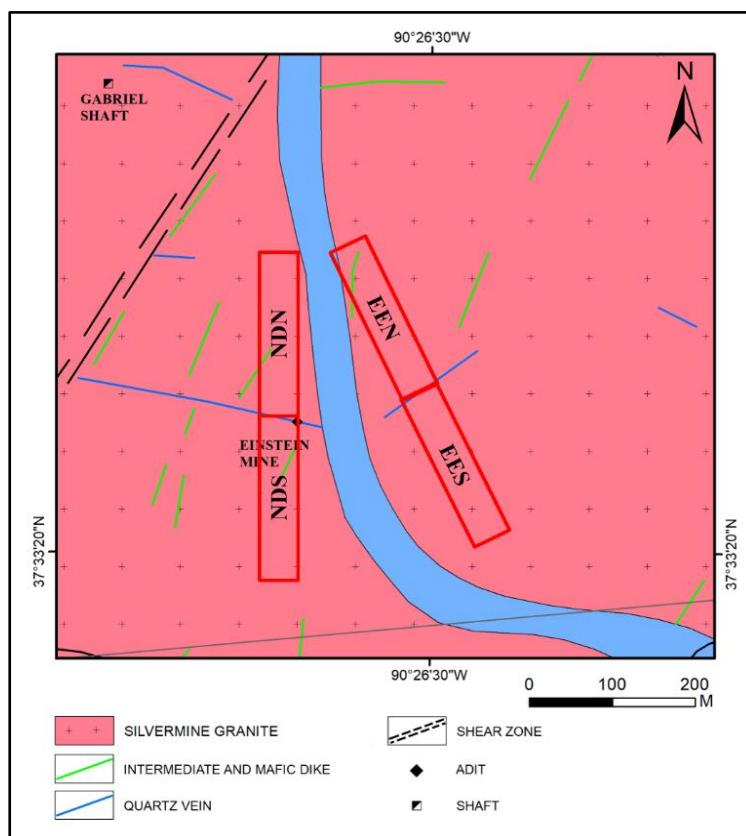 90°26'30"W
N
GABRIEL
SHAFT
NDN
EEN
EINSTEIN
MINE
NDS
EES
37°33'20"N
37°33'20"N
90°26'30"W
0 100 200
M
SILVERMINE GRANITE
SHEAR ZONE
INTERMEDIATE AND MAFIC DIKE
ADIT
QUARTZ VEIN
SHAFT